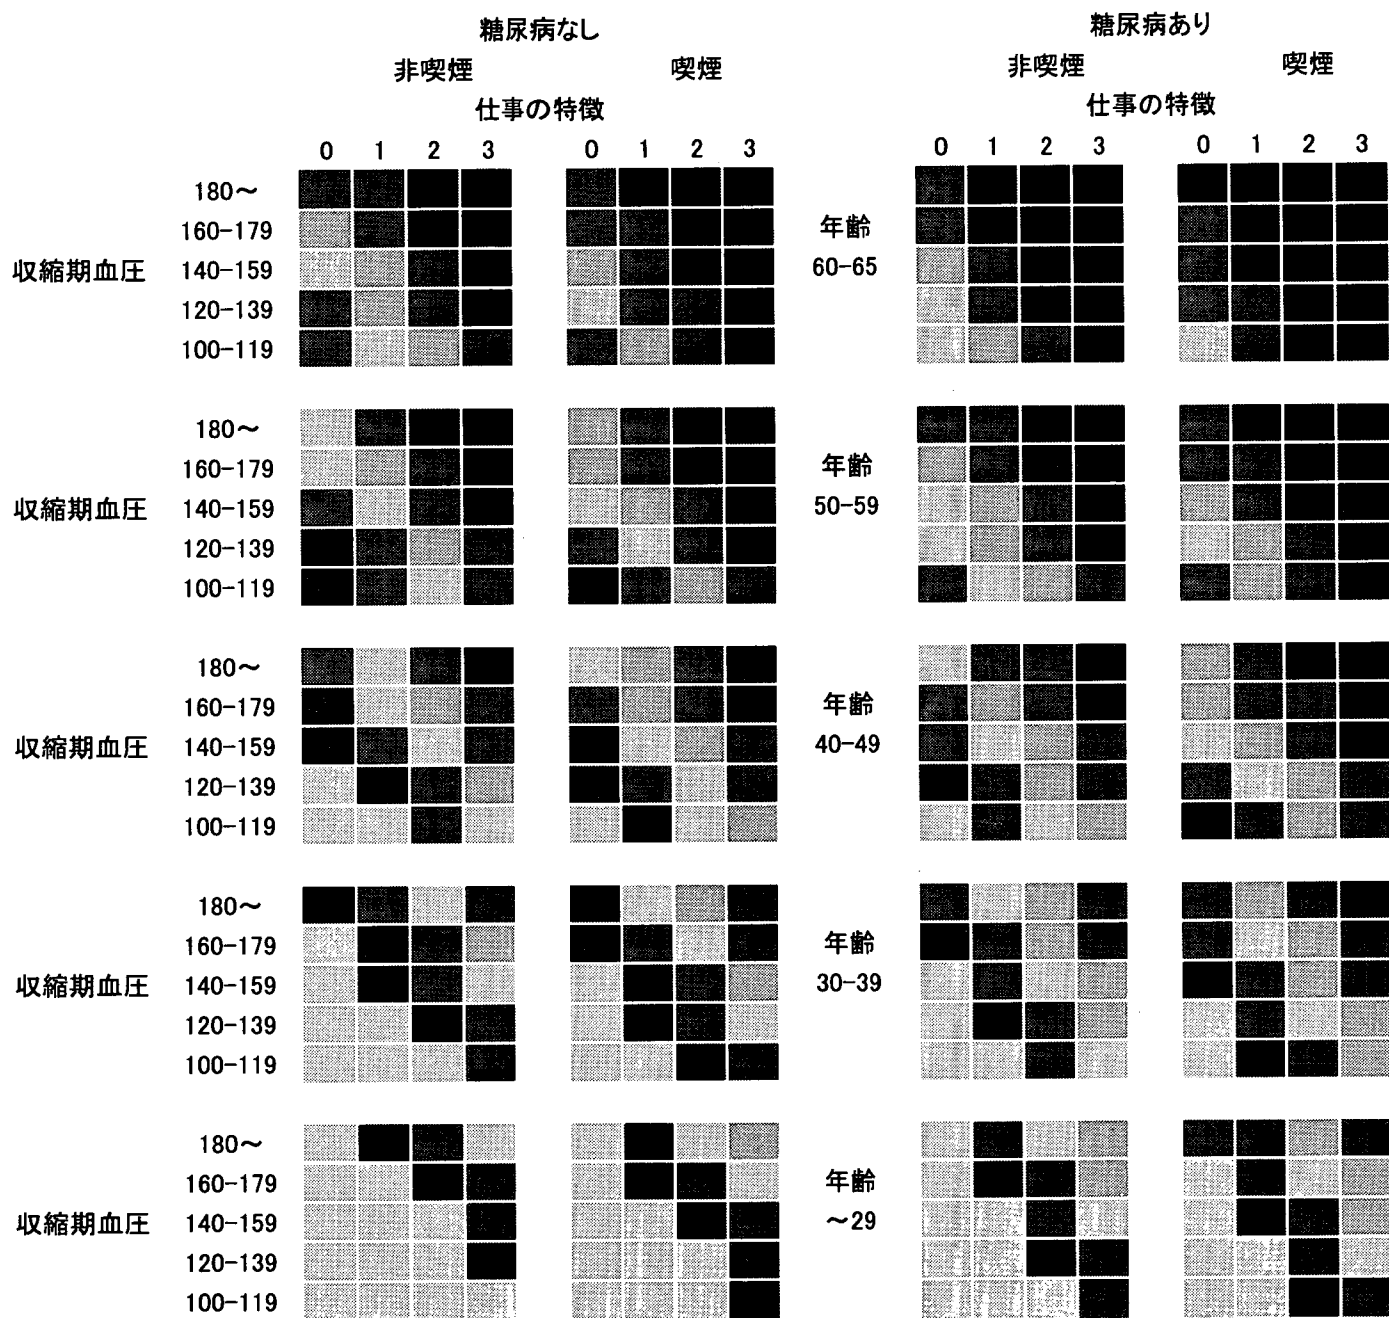 糖尿病なし 糖尿病あり
非喫煙 喫煙 非喫煙 喫煙
仕事の特徴 仕事の特徴
0 1 2 3 0 1 2 3 0 1 2 3 0 1 2 3
180～
160-179 年齢
収縮期血圧 140-159 60-65
120-139
100-119
180～
160-179 年齢
収縮期血圧 140-159 50-59
120-139
100-119
180～
160-179 年齢
収縮期血圧 140-159 40-49
120-139
100-119
180～
160-179 年齢
収縮期血圧 140-159 30-39
120-139
100-119
180～
160-179 年齢
収縮期血圧 140-159 ～29
120-139
100-119